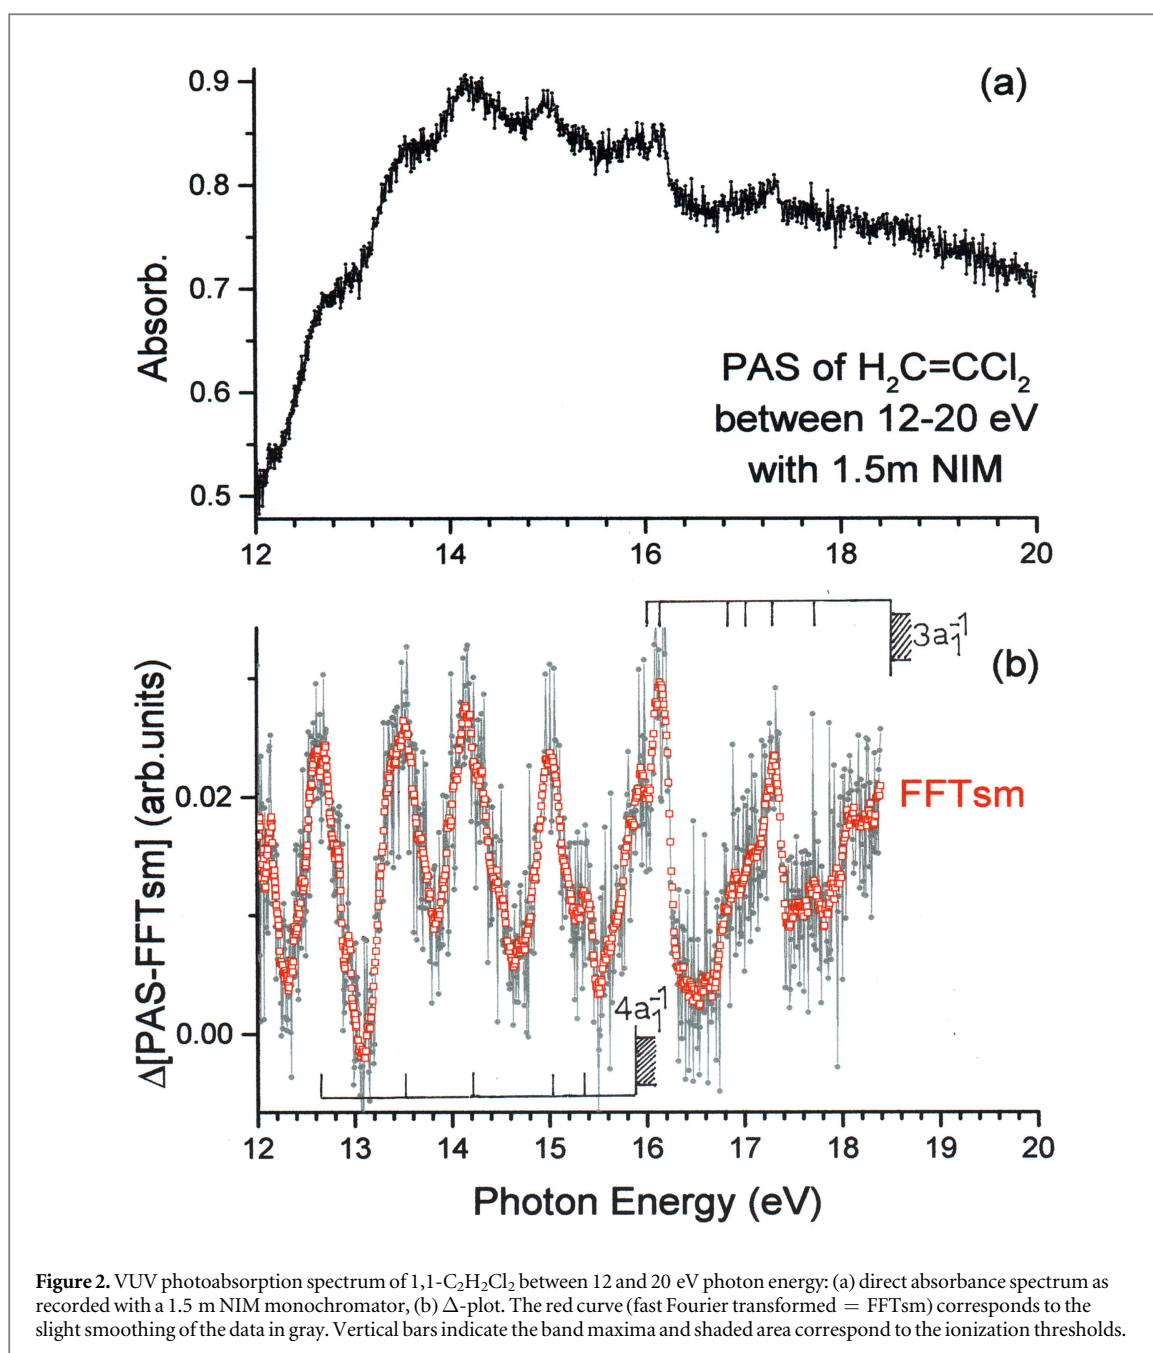 (a)
0.9
0.8
0.7
0.6
0.5
Absorb.
PAS of H₂C=CCl₂
between 12-20 eV
with 1.5m NIM
12 14 16 18 20
3a₁⁻¹
(b)
Δ[PAS-FFTsm] (arb.units)
0.02
0.00
FFTsm
4a₁⁻¹
12 13 14 15 16 17 18 19 20
Photon Energy (eV)
Figure 2. VUV photoabsorption spectrum of 1,1-C₂H₂Cl₂ between 12 and 20 eV photon energy: (a) direct absorbance spectrum as
recorded with a 1.5 m NIM monochromator, (b) Δ-plot. The red curve (fast Fourier transformed = FFTsm) corresponds to the
slight smoothing of the data in gray. Vertical bars indicate the band maxima and shaded area correspond to the ionization thresholds.